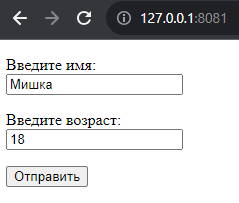 127.0.0.1:8081
Введите имя:
Мишка
Введите возраст:
18
Отправить